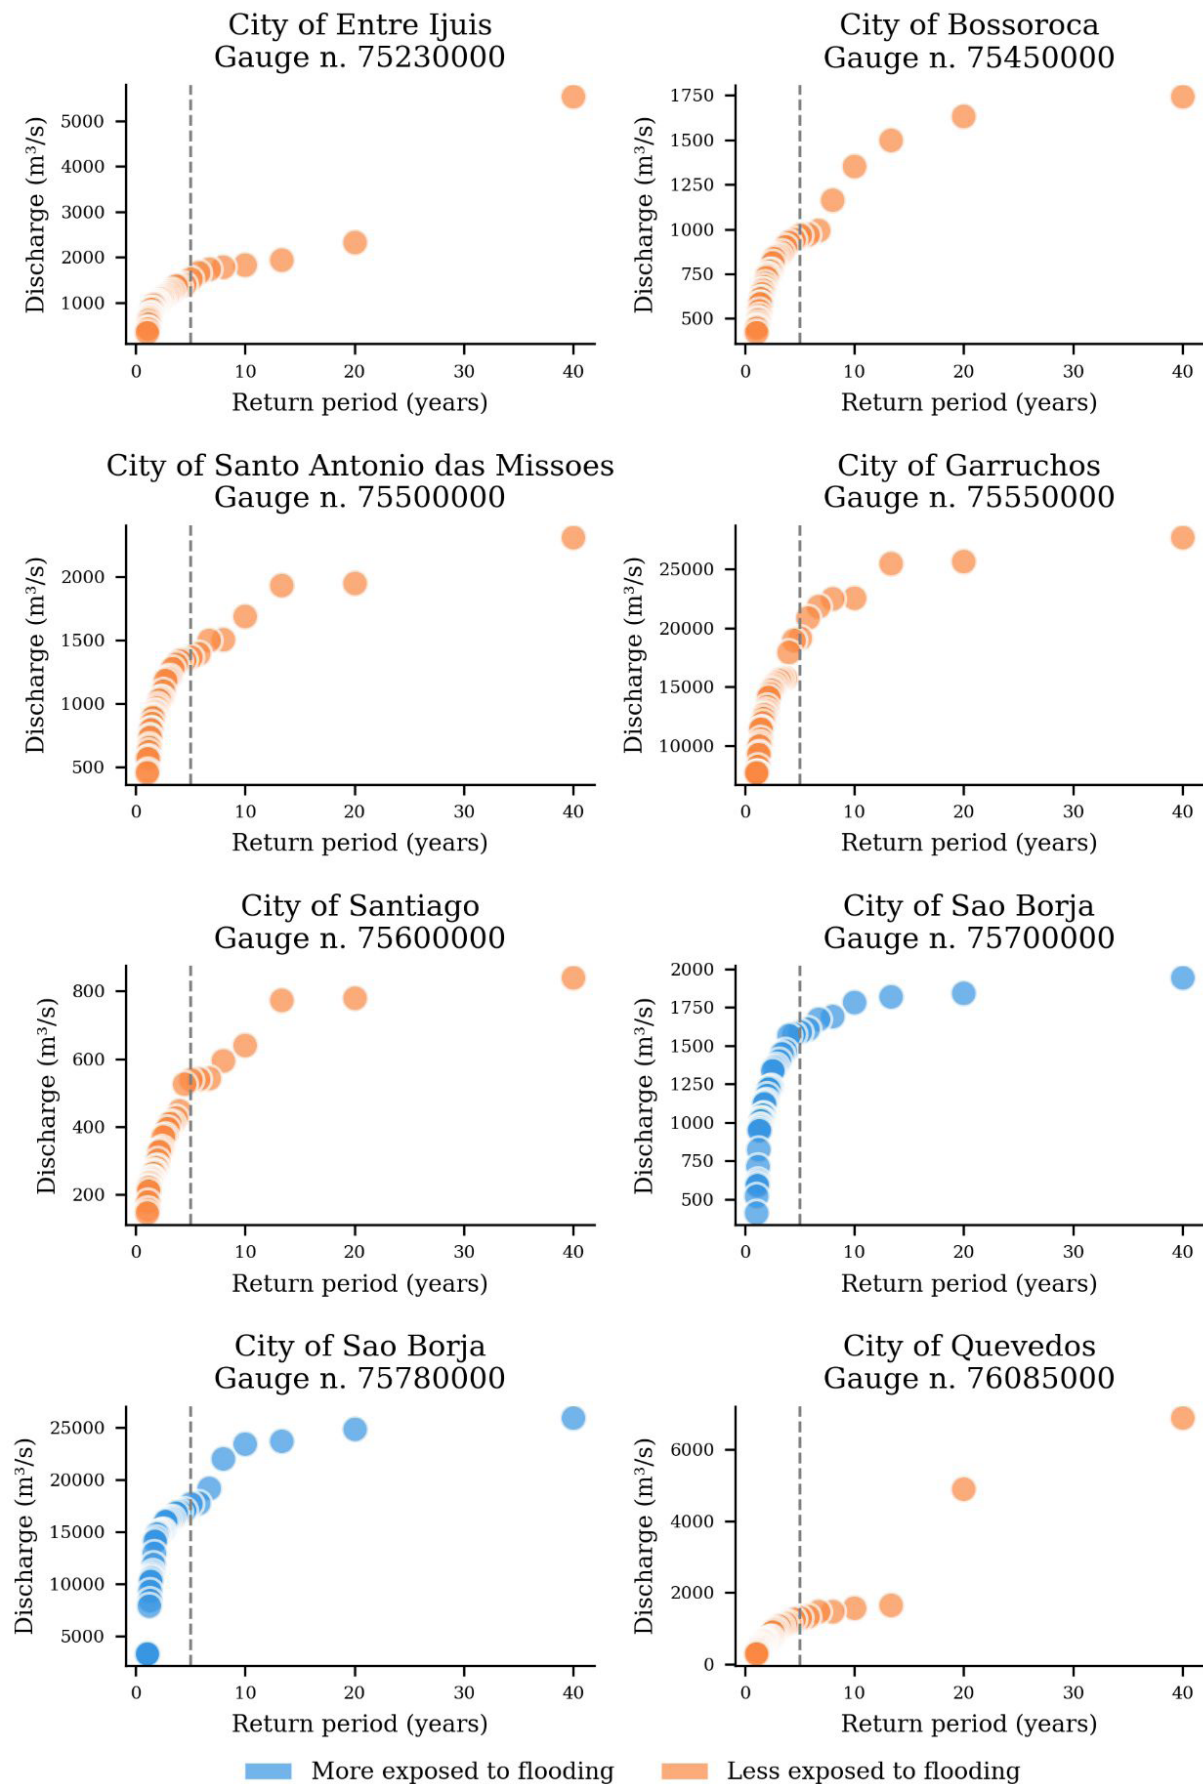 City of Entre Ijuis
Gauge n. 75230000
Discharge (m³/s)
5000
4000
3000
2000
1000
0 10 20 30 40
Return period (years)
City of Bossoroca
Gauge n. 75450000
Discharge (m³/s)
1750
1500
1250
1000
750
500
0 10 20 30 40
Return period (years)
City of Santo Antonio das Missoes
Gauge n. 75500000
Discharge (m³/s)
2000
1500
1000
500
0 10 20 30 40
Return period (years)
City of Garruchos
Gauge n. 75550000
Discharge (m³/s)
25000
20000
15000
10000
0 10 20 30 40
Return period (years)
City of Santiago
Gauge n. 75600000
Discharge (m³/s)
800
600
400
200
0 10 20 30 40
Return period (years)
City of Sao Borja
Gauge n. 75700000
Discharge (m³/s)
2000
1750
1500
1250
1000
750
500
0 10 20 30 40
Return period (years)
City of Sao Borja
Gauge n. 75780000
Discharge (m³/s)
25000
20000
15000
10000
5000
0 10 20 30 40
Return period (years)
City of Quevedos
Gauge n. 76085000
Discharge (m³/s)
6000
4000
2000
0
0 10 20 30 40
Return period (years)
More exposed to flooding
Less exposed to flooding